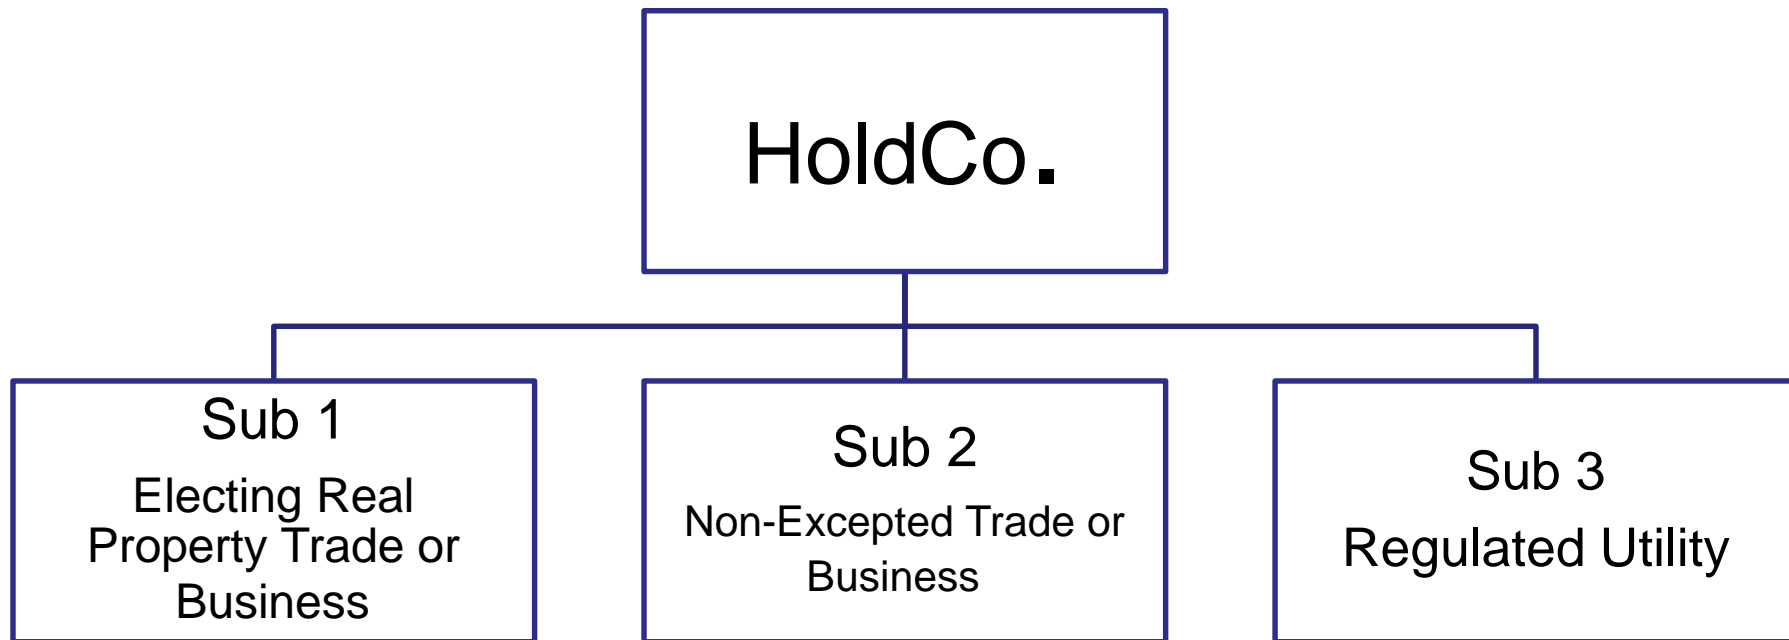 HoldCo.
Sub 1
Electing Real
Property Trade or
Business
Sub 2
Non-Excepted Trade or
Business
Sub 3
Regulated Utility